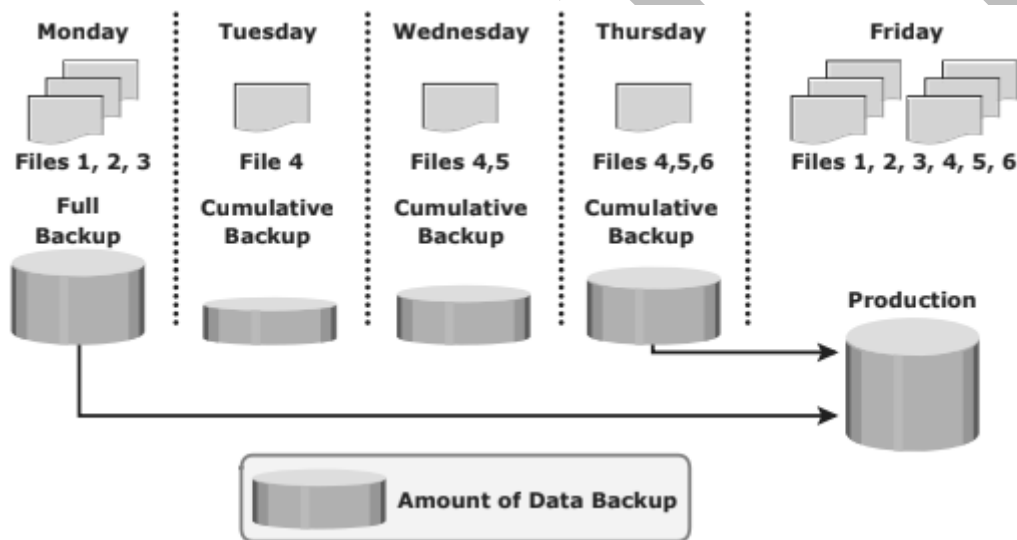 Monday
Tuesday
Wednesday
Thursday
Friday
Files 1, 2, 3
File 4
Files 4,5
Files 4,5,6
Files 1, 2, 3, 4, 5, 6
Full
Backup
Cumulative
Backup
Cumulative
Backup
Cumulative
Backup
Production
Amount of Data Backup